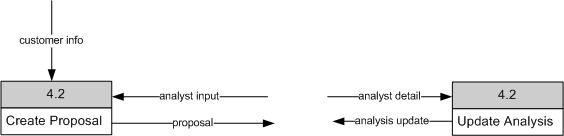 customer info
4.2
Create Proposal
analyst input
proposal
analyst detail
analysis update
4.2
Update Analysis